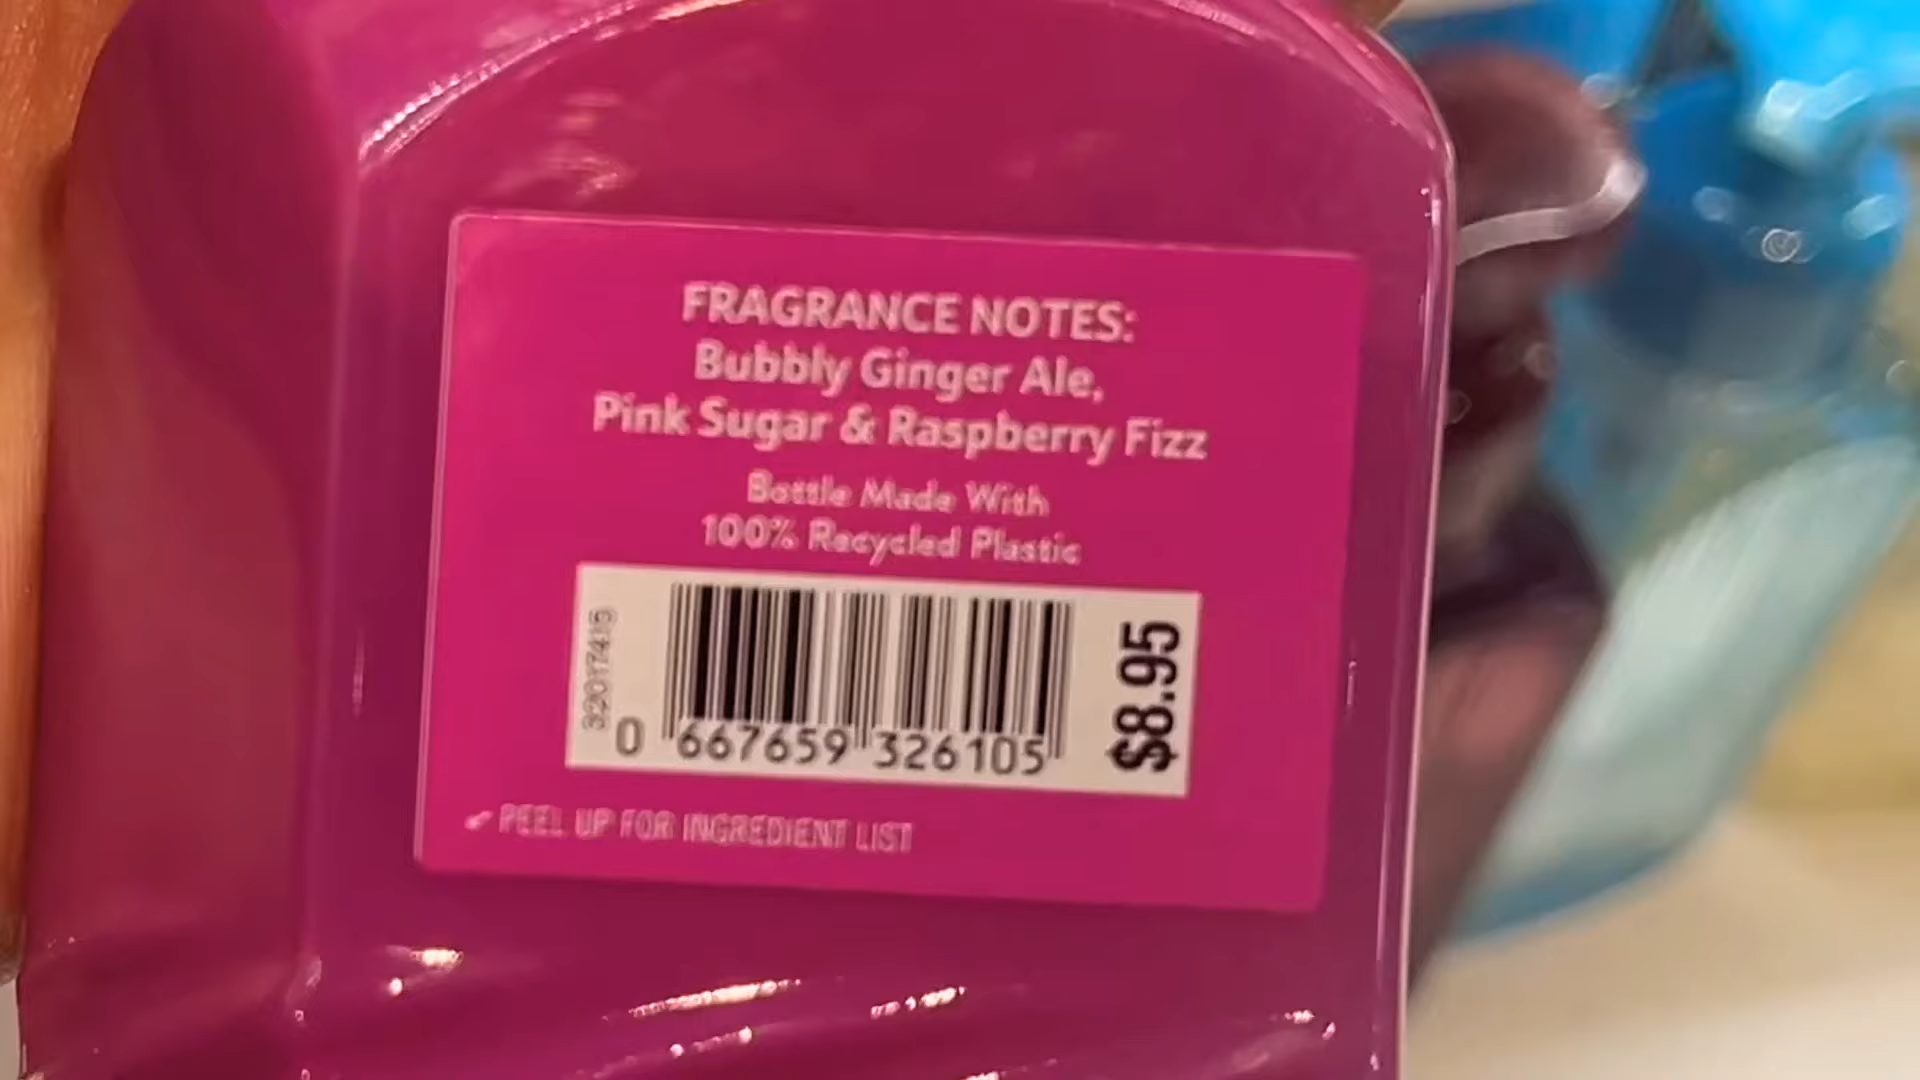 FRAGRANCE NOTES:
Bubbly Ginger Ale,
Pink Sugar & Raspberry Fizz
Bottle Made With
100% Recycled Plastic
0 667659 326105
$8.95
PEEL UP FOR INGREDIENT LIST